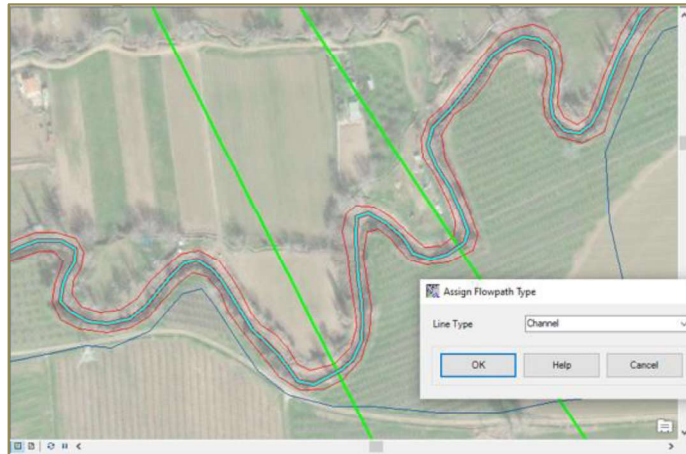 Assign Flowpath Type
Line Type
Channel
OK
Help
Cancel